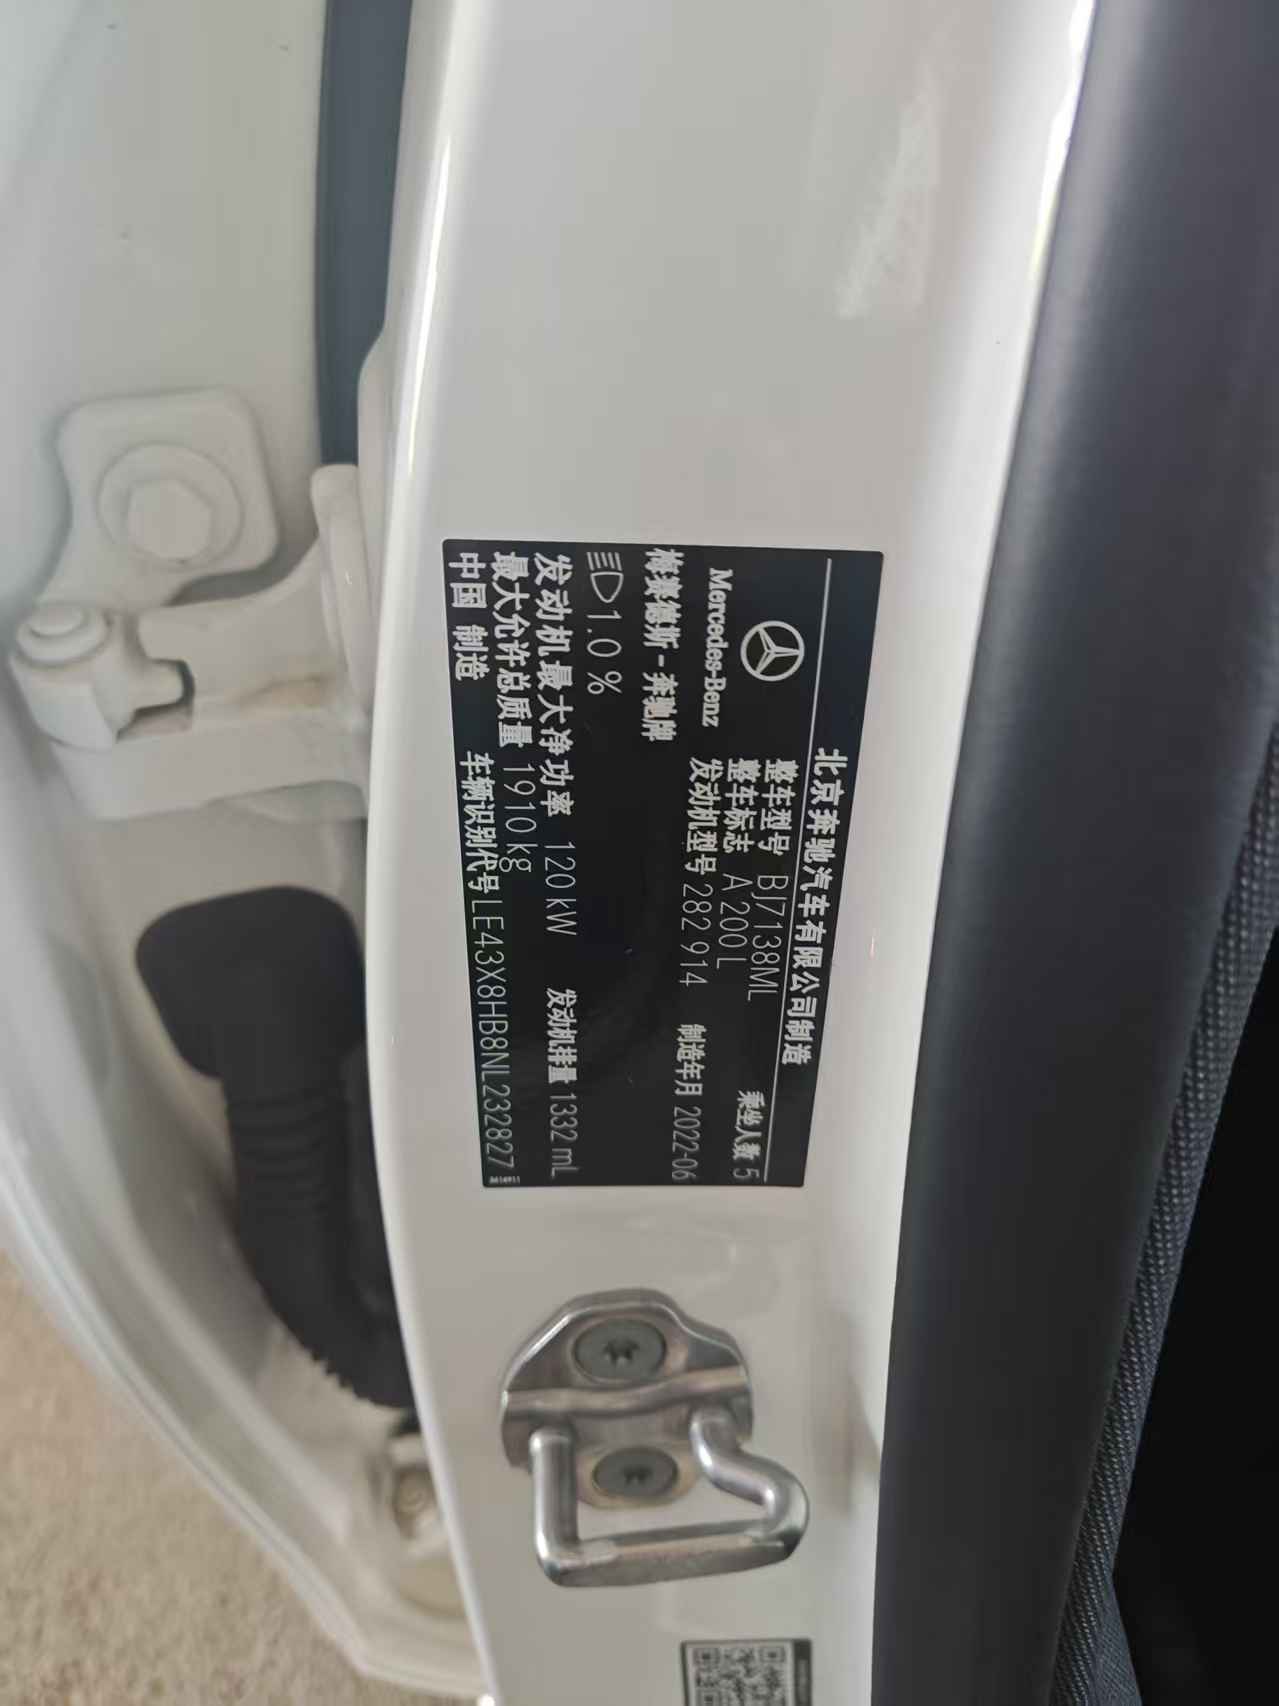 北京奔驰汽车有限公司制造
Mercedes-Benz
梅赛德斯-奔驰牌
整车型号 BJ7138ML
整车标志 A 200 L
乘坐人数 5
发动机型号 282 914
制造年月 2022-06
1.0 %
发动机最大净功率 120 kW 发动机排量 1332 mL
最大允许总质量 1910 kg
中国 制造 车辆识别代号 LE43X8HB8NL232827